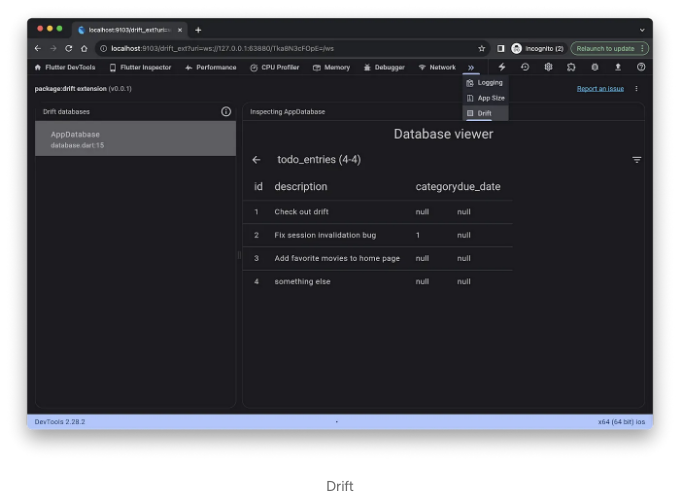 localhost:9103/drift_ext?uri=
localhost:9103/drift_ext?uri=ws://127.0.0.1:63880/Tka8N3cFOpE=/ws
Incognito (2)
Relaunch to update
Flutter DevTools
Flutter Inspector
Performance
CPU Profiler
Memory
Debugger
Network
Logging
App Size
Drift
package:drift extension (v0.0.1)
Report an issue
Drift databases
Inspecting AppDatabase
AppDatabase
database.dart:15
Database viewer
todo_entries (4-4)
id description categorydue_date
1 Check out drift null null
2 Fix session invalidation bug 1 null
3 Add favorite movies to home page null null
4 something else null null
DevTools 2.28.2
x64 (64 bit) ios
Drift